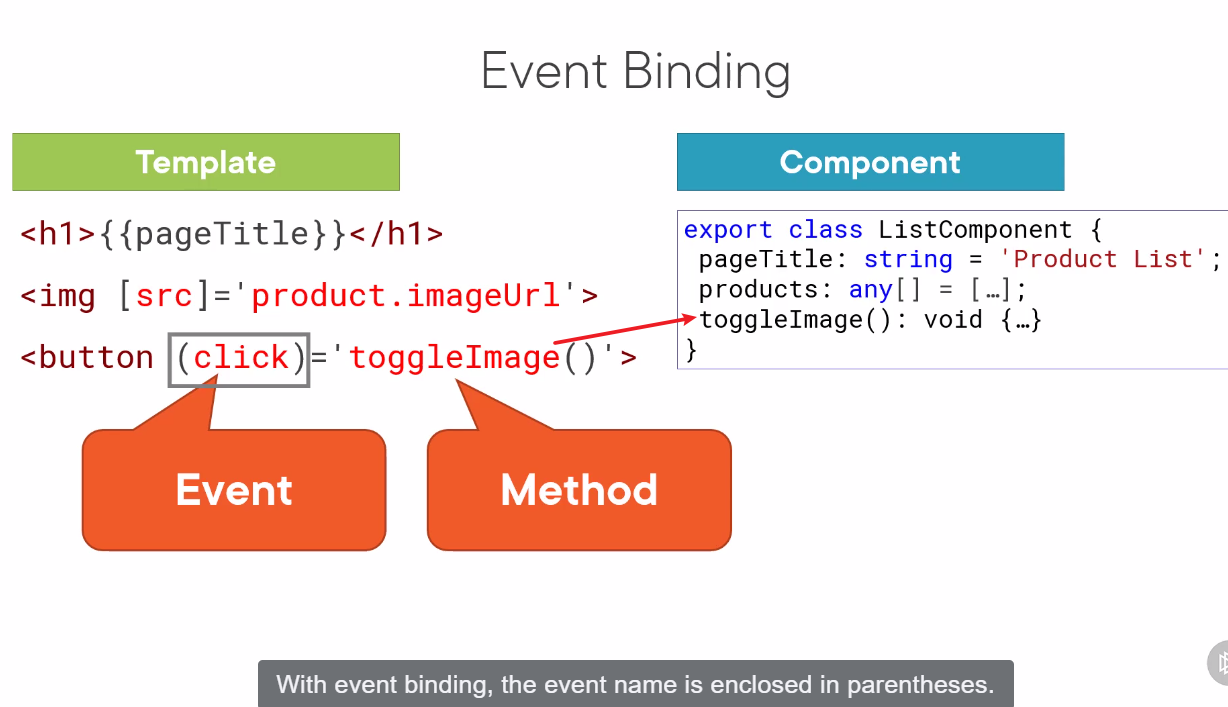 Event Binding
Template
Component
<h1>{{pageTitle}}</h1>
<img [src]='product.imageUrl'>
<button (click)='toggleImage()'>
export class ListComponent {
pageTitle: string = 'Product List';
products: any[] = […];
toggleImage(): void {…}
}
Event
Method
With event binding, the event name is enclosed in parentheses.